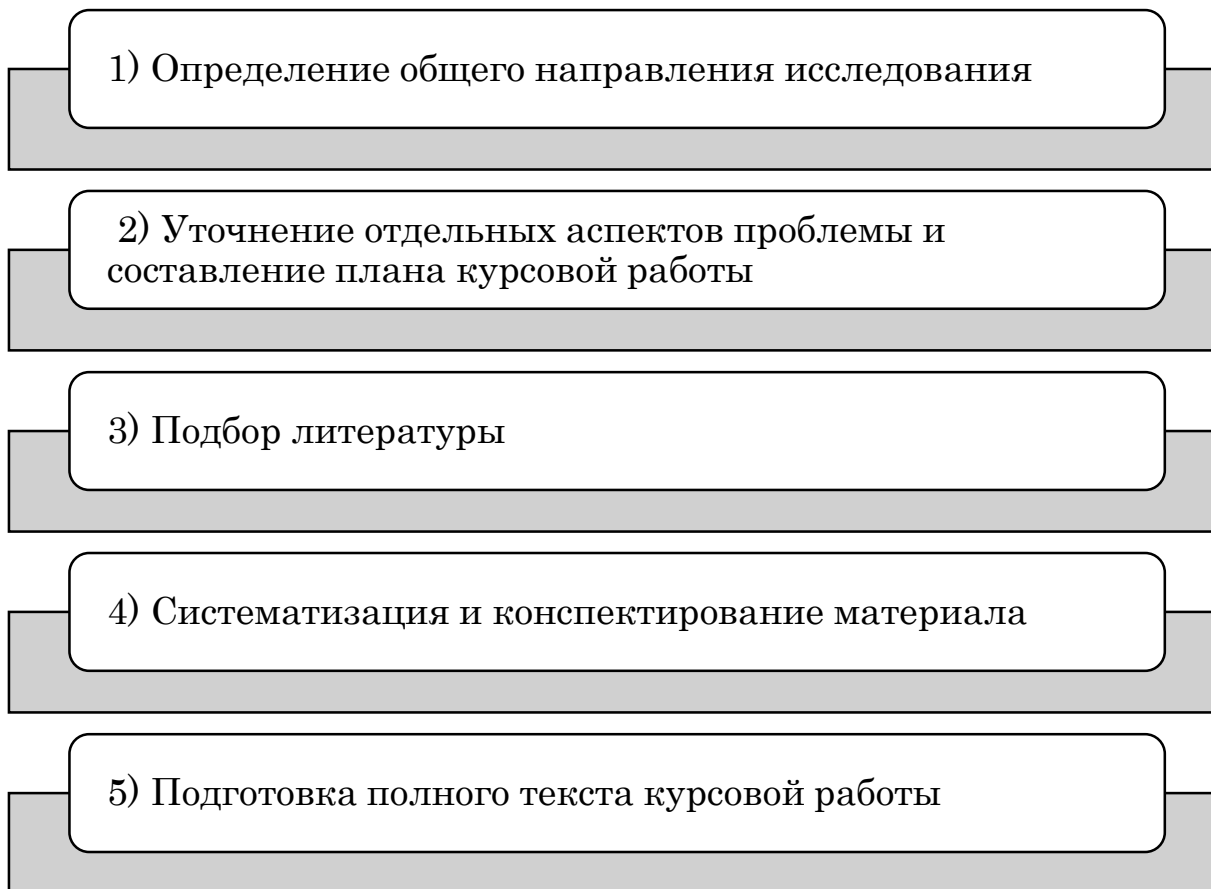 1) Определение общего направления исследования
2) Уточнение отдельных аспектов проблемы и
составление плана курсовой работы
3) Подбор литературы
4) Систематизация и конспектирование материала
5) Подготовка полного текста курсовой работы